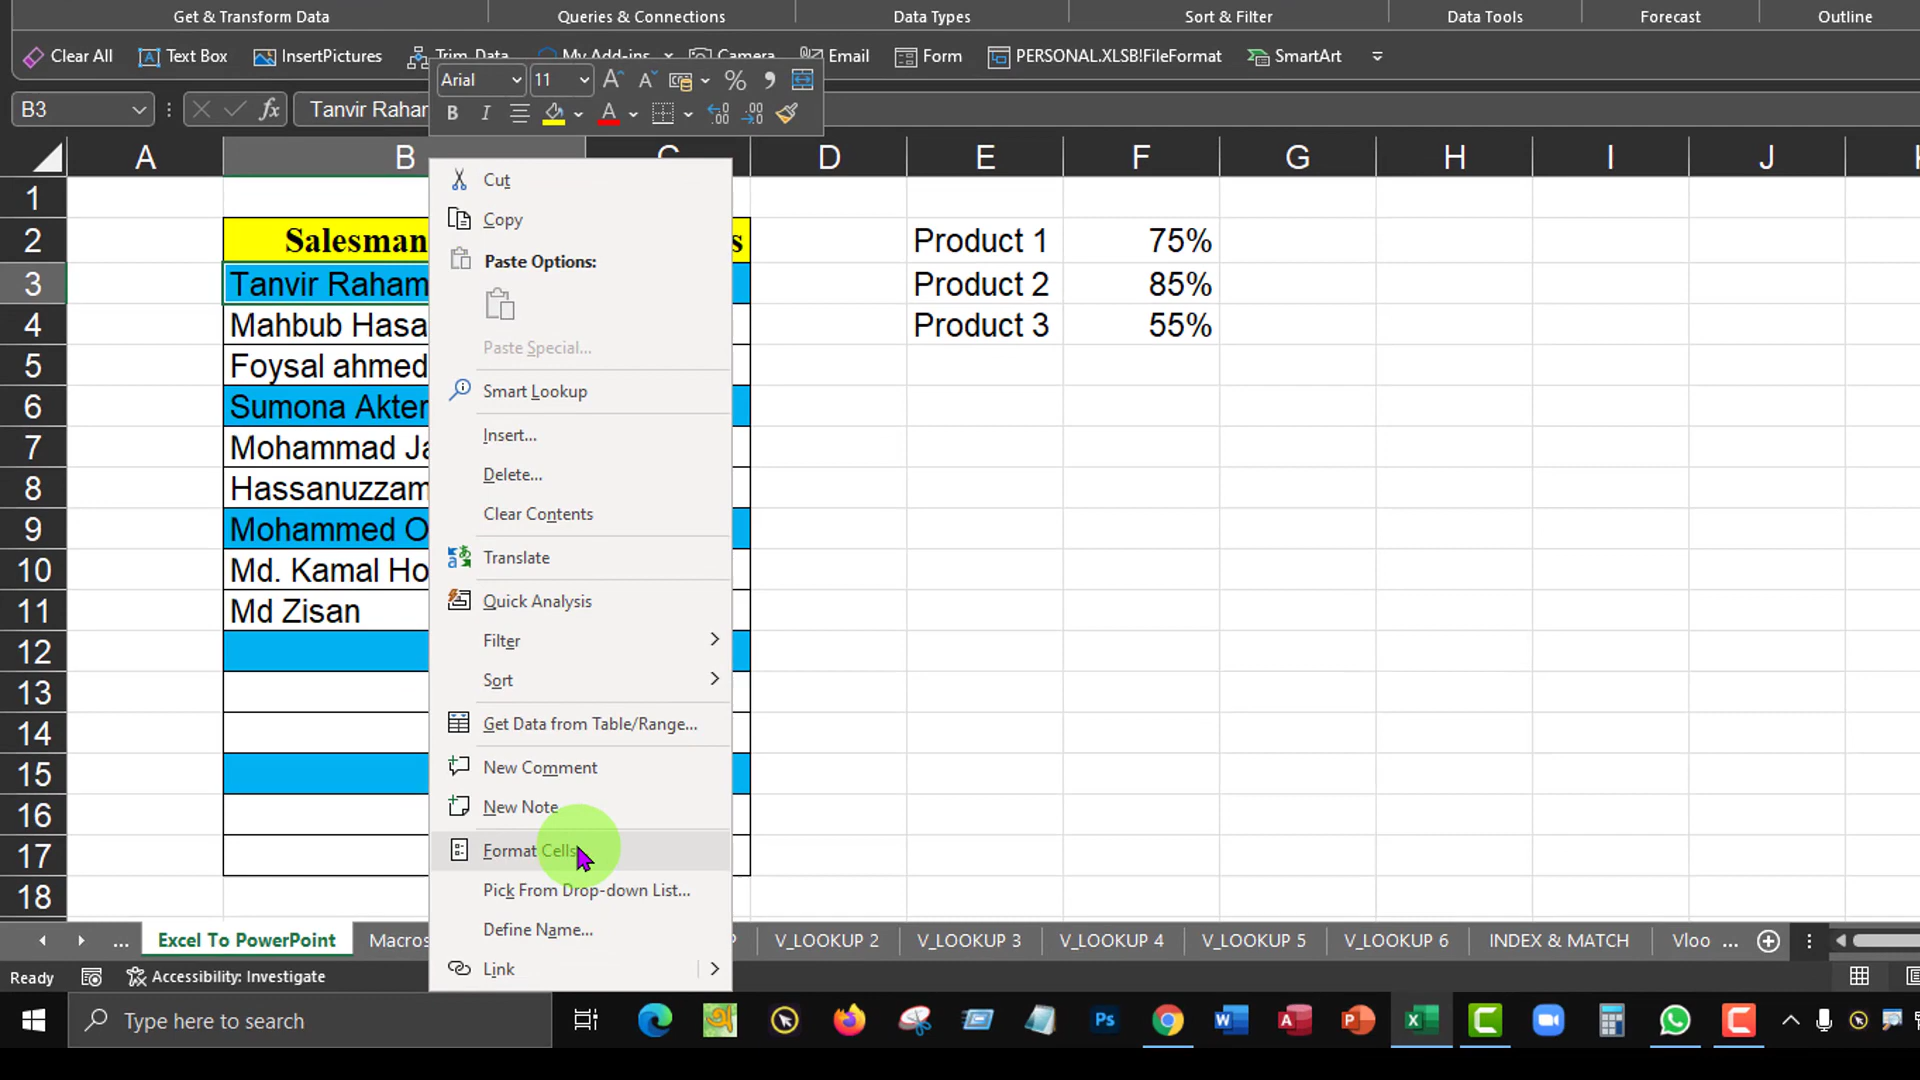 Get & Transform Data Queries & Connections Data Types Sort & Filter Data Tools Forecast Outline
Clear All Text Box InsertPictures Trim_Data My Add-ins Camera Email Form PERSONAL.XLSB!FileFormat SmartArt
Arial 11 A A % 9
B I A .00 .00
B3 fx Tanvir Rahar
A B C D E F G H I J
1
2 Salesman s Product 1 75%
3 Tanvir Raham Product 2 85%
4 Mahbub Hasa Product 3 55%
5 Foysal ahmed
6 Sumona Akter
7 Mohammad Ja
8 Hassanuzzam
9 Mohammed O
10 Md. Kamal Ho
11 Md Zisan
12
13
14
15
16
17
18
Cut
Copy
Paste Options:
Paste Special...
Smart Lookup
Insert...
Delete...
Clear Contents
Translate
Quick Analysis
Filter
Sort
Get Data from Table/Range...
New Comment
New Note
Format Cells
Pick From Drop-down List...
Define Name...
Link
... Excel To PowerPoint Macros V_LOOKUP 2 V_LOOKUP 3 V_LOOKUP 4 V_LOOKUP 5 V_LOOKUP 6 INDEX & MATCH Vloo ...
Ready Accessibility: Investigate
Type here to search